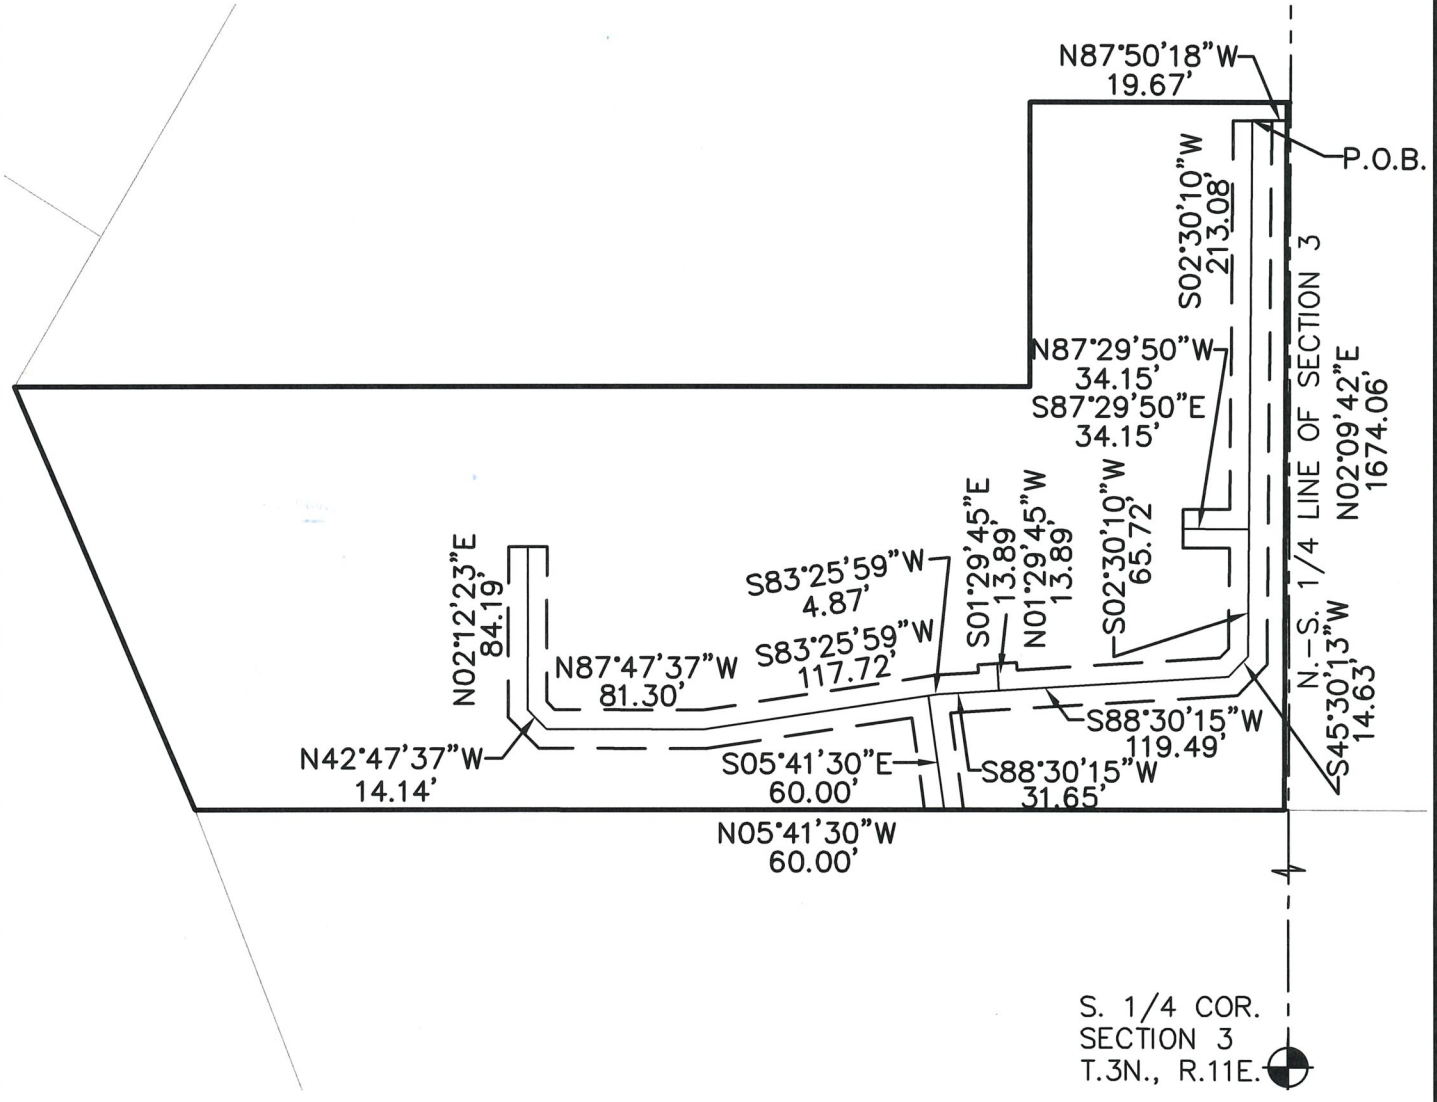 N87°50'18"W
19.67'
P.O.B.
S02°30'10"W
213.08'
N87°29'50"W
34.15'
S87°29'50"E
34.15'
N.-S. 1/4 LINE OF SECTION 3
N02°09'42"E
1674.06'
S02°30'10"W
65.72'
S01°29'45"E
13.89'
N01°29'45"W
13.89'
S83°25'59"W
4.87'
S83°25'59"W
117.72'
N02°12'23"E
84.19'
N87°47'37"W
81.30'
N42°47'37"W
14.14'
S05°41'30"E
60.00'
N05°41'30"W
60.00'
S88°30'15"W
31.65'
S88°30'15"W
119.49'
S45°30'13"W
14.63'
S. 1/4 COR.
SECTION 3
T.3N., R.11E.